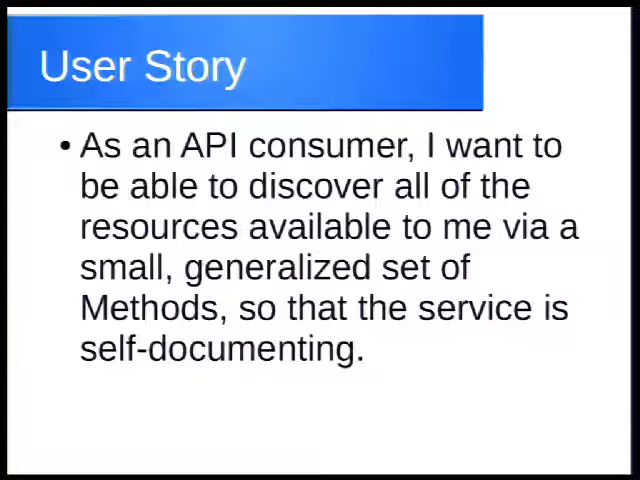 User Story
• As an API consumer, I want to
be able to discover all of the
resources available to me via a
small, generalized set of
Methods, so that the service is
self-documenting.